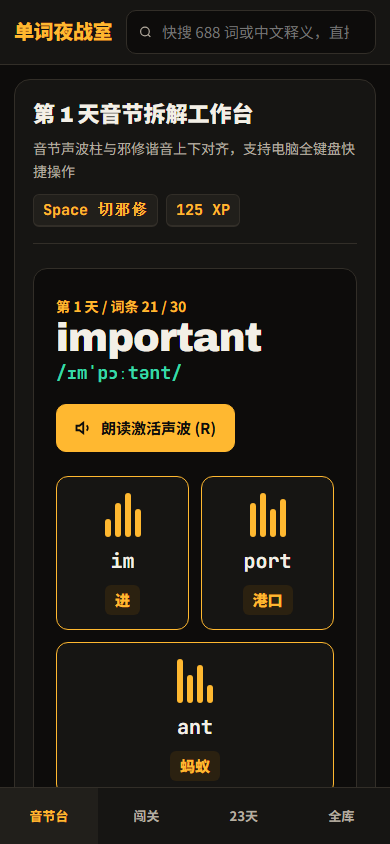 单词夜战室
快搜 688 词或中文释义，直
第 1 天音节拆解工作台
音节声波柱与邪修谐音上下对齐，支持电脑全键盘快
捷操作
Space 切邪修
125 XP
第 1 天 / 词条 21 / 30
important
/ɪmˈpɔːtənt/
朗读激活声波 (R)
im
port
进
港口
ant
蚂蚁
音节台
闯关
23天
全库